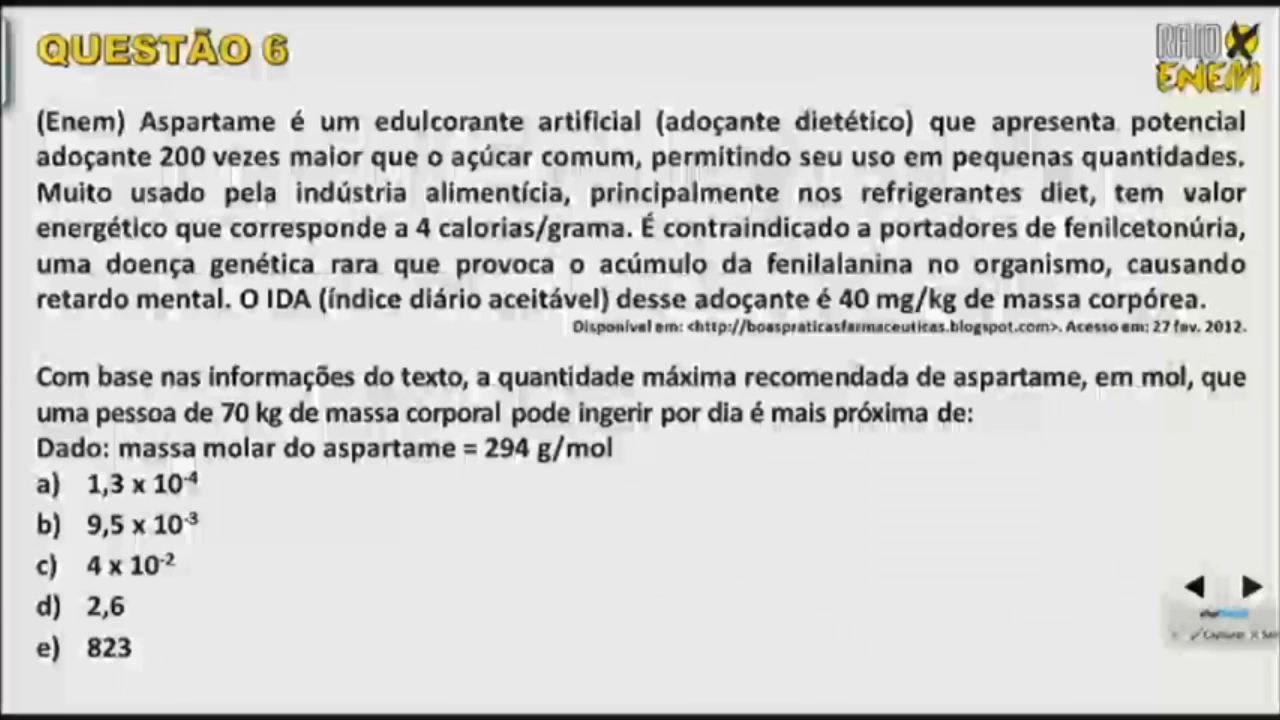 QUESTÃO 6
RAIO X
ENEM
(Enem) Aspartame é um edulcorante artificial (adoçante dietético) que apresenta potencial
adoçante 200 vezes maior que o açúcar comum, permitindo seu uso em pequenas quantidades.
Muito usado pela indústria alimentícia, principalmente nos refrigerantes diet, tem valor
energético que corresponde a 4 calorias/grama. É contraindicado a portadores de fenilcetonúria,
uma doença genética rara que provoca o acúmulo da fenilalanina no organismo, causando
retardo mental. O IDA (índice diário aceitável) desse adoçante é 40 mg/kg de massa corpórea.
Disponível em: <http://boaspraticasfarmaceuticas.blogspot.com>. Acesso em: 27 fev. 2012.
Com base nas informações do texto, a quantidade máxima recomendada de aspartame, em mol, que
uma pessoa de 70 kg de massa corporal pode ingerir por dia é mais próxima de:
Dado: massa molar do aspartame = 294 g/mol
a) 1,3 x 10⁻⁴
b) 9,5 x 10⁻³
c) 4 x 10⁻²
d) 2,6
e) 823
Capturar